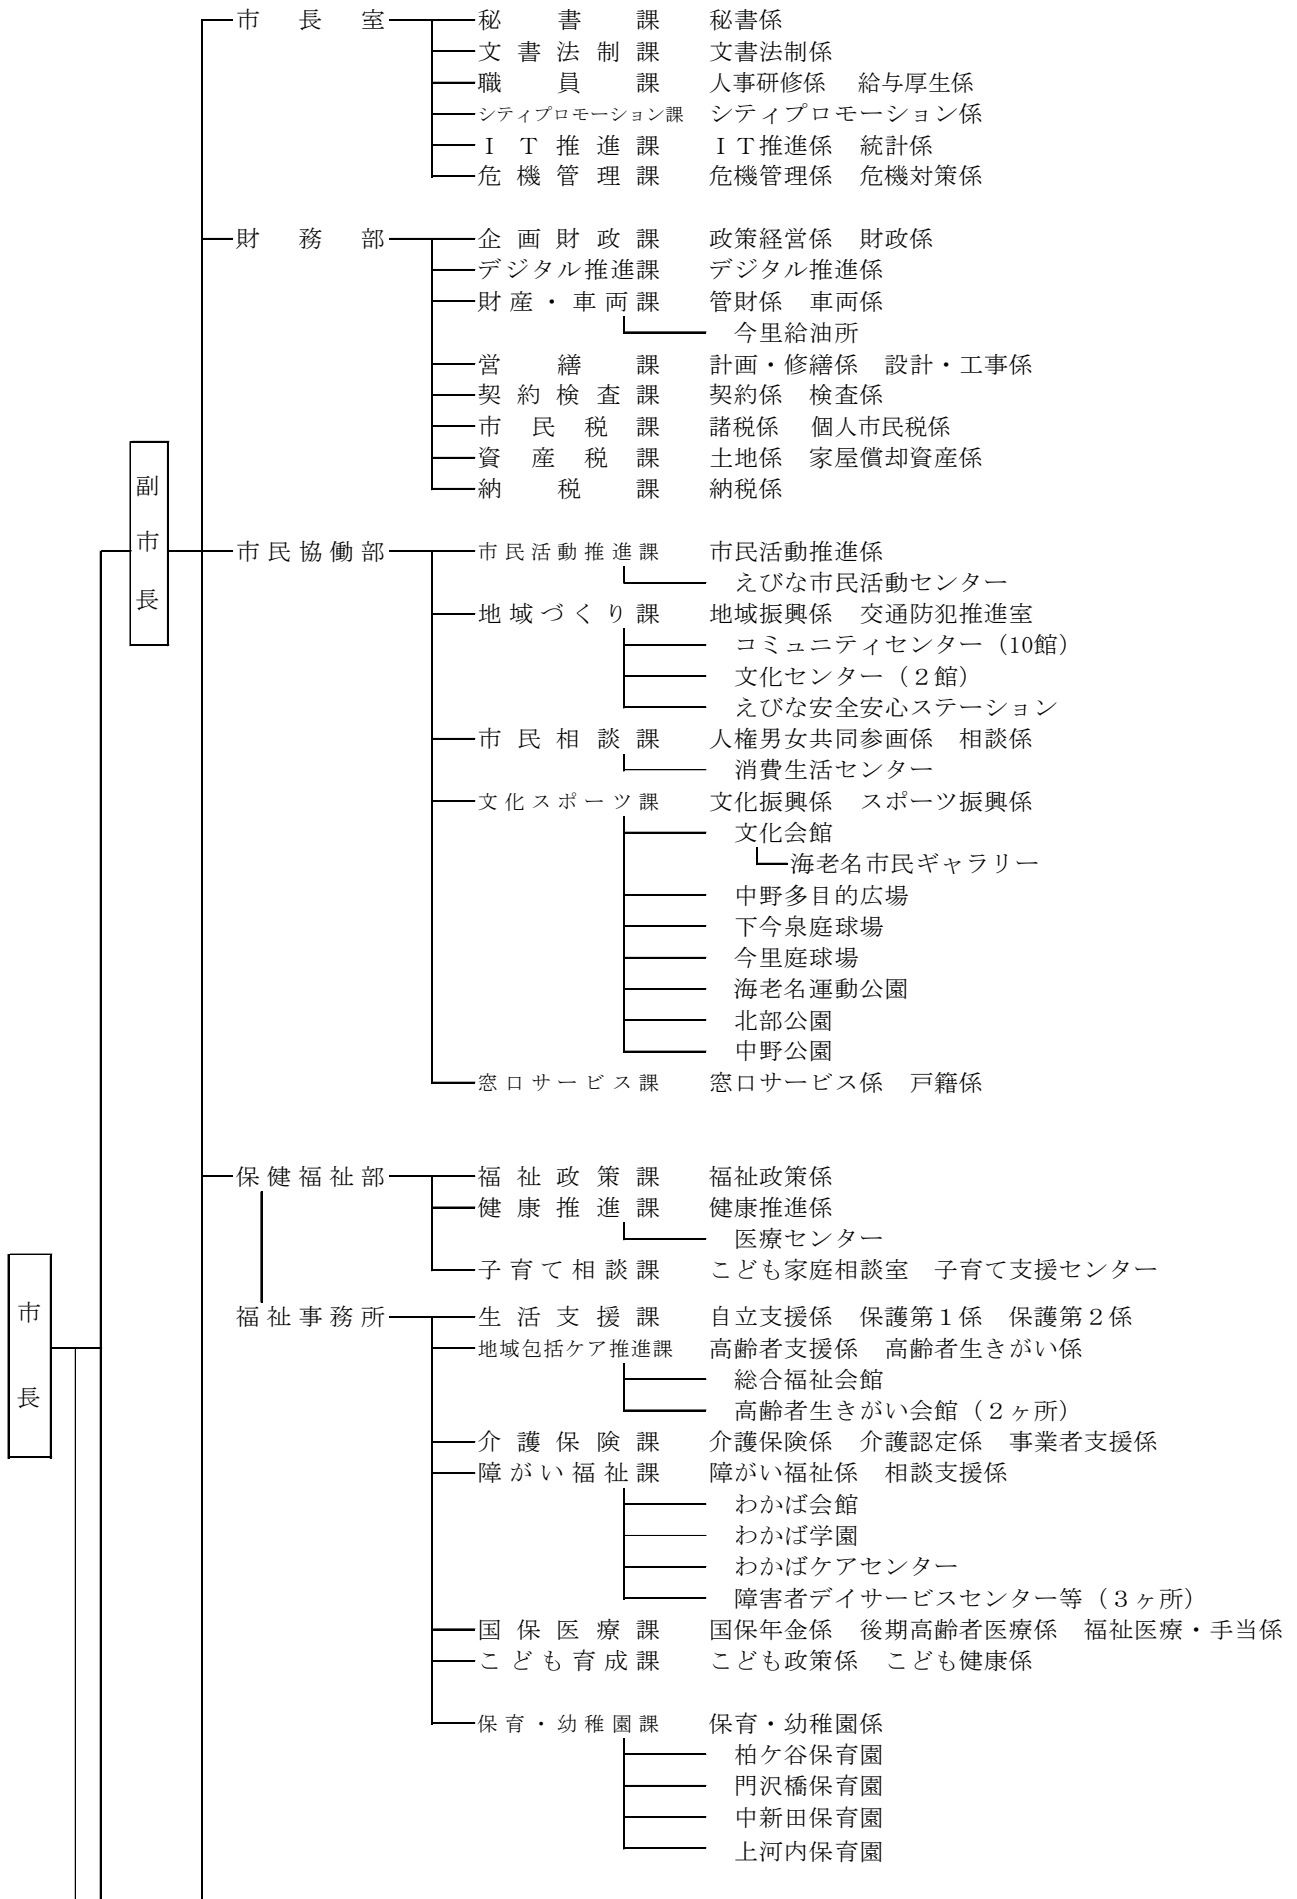 市長室 秘書課 秘書係
文書法制課 文書法制係
職員課 人事研修係 給与厚生係
シティプロモーション課 シティプロモーション係
ＩＴ推進課 ＩＴ推進係 統計係
危機管理課 危機管理係 危機対策係
財務部 企画財政課 政策経営係 財政係
デジタル推進課 デジタル推進係
財産・車両課 管財係 車両係
今里給油所
営繕課 計画・修繕係 設計・工事係
契約検査課 契約係 検査係
市民税課 諸税係 個人市民税係
資産税課 土地係 家屋償却資産係
納税課 納税係
副市長
市民協働部 市民活動推進課 市民活動推進係
えびな市民活動センター
地域づくり課 地域振興係 交通防犯推進室
コミュニティセンター（10館）
文化センター（２館）
えびな安全安心ステーション
市民相談課 人権男女共同参画係 相談係
消費生活センター
文化スポーツ課 文化振興係 スポーツ振興係
文化会館
海老名市民ギャラリー
中野多目的広場
下今泉庭球場
今里庭球場
海老名運動公園
北部公園
中野公園
窓口サービス課 窓口サービス係 戸籍係
保健福祉部 福祉政策課 福祉政策係
健康推進課 健康推進係
医療センター
子育て相談課 こども家庭相談室 子育て支援センター
市長
福祉事務所 生活支援課 自立支援係 保護第１係 保護第２係
地域包括ケア推進課 高齢者支援係 高齢者生きがい係
総合福祉会館
高齢者生きがい会館（２ヶ所）
介護保険課 介護保険係 介護認定係 事業者支援係
障がい福祉課 障がい福祉係 相談支援係
わかば会館
わかば学園
わかばケアセンター
障害者デイサービスセンター等（３ヶ所）
国保医療課 国保年金係 後期高齢者医療係 福祉医療・手当係
こども育成課 こども政策係 こども健康係
保育・幼稚園課 保育・幼稚園係
柏ケ谷保育園
門沢橋保育園
中新田保育園
上河内保育園